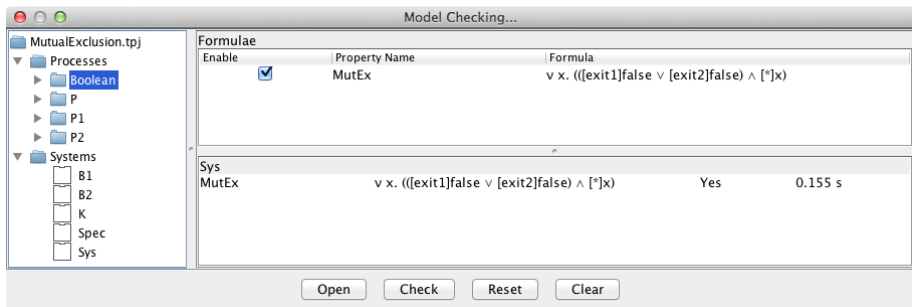 Model Checking...
MutualExclusion.tpj
Processes
Boolean
P
P1
P2
Systems
B1
B2
K
Spec
Sys
Formulae
Enable Property Name Formula
MutEx ν x. (([exit1]false ∨ [exit2]false) ∧ [*]x)
Sys
MutEx ν x. (([exit1]false ∨ [exit2]false) ∧ [*]x) Yes 0.155 s
Open Check Reset Clear